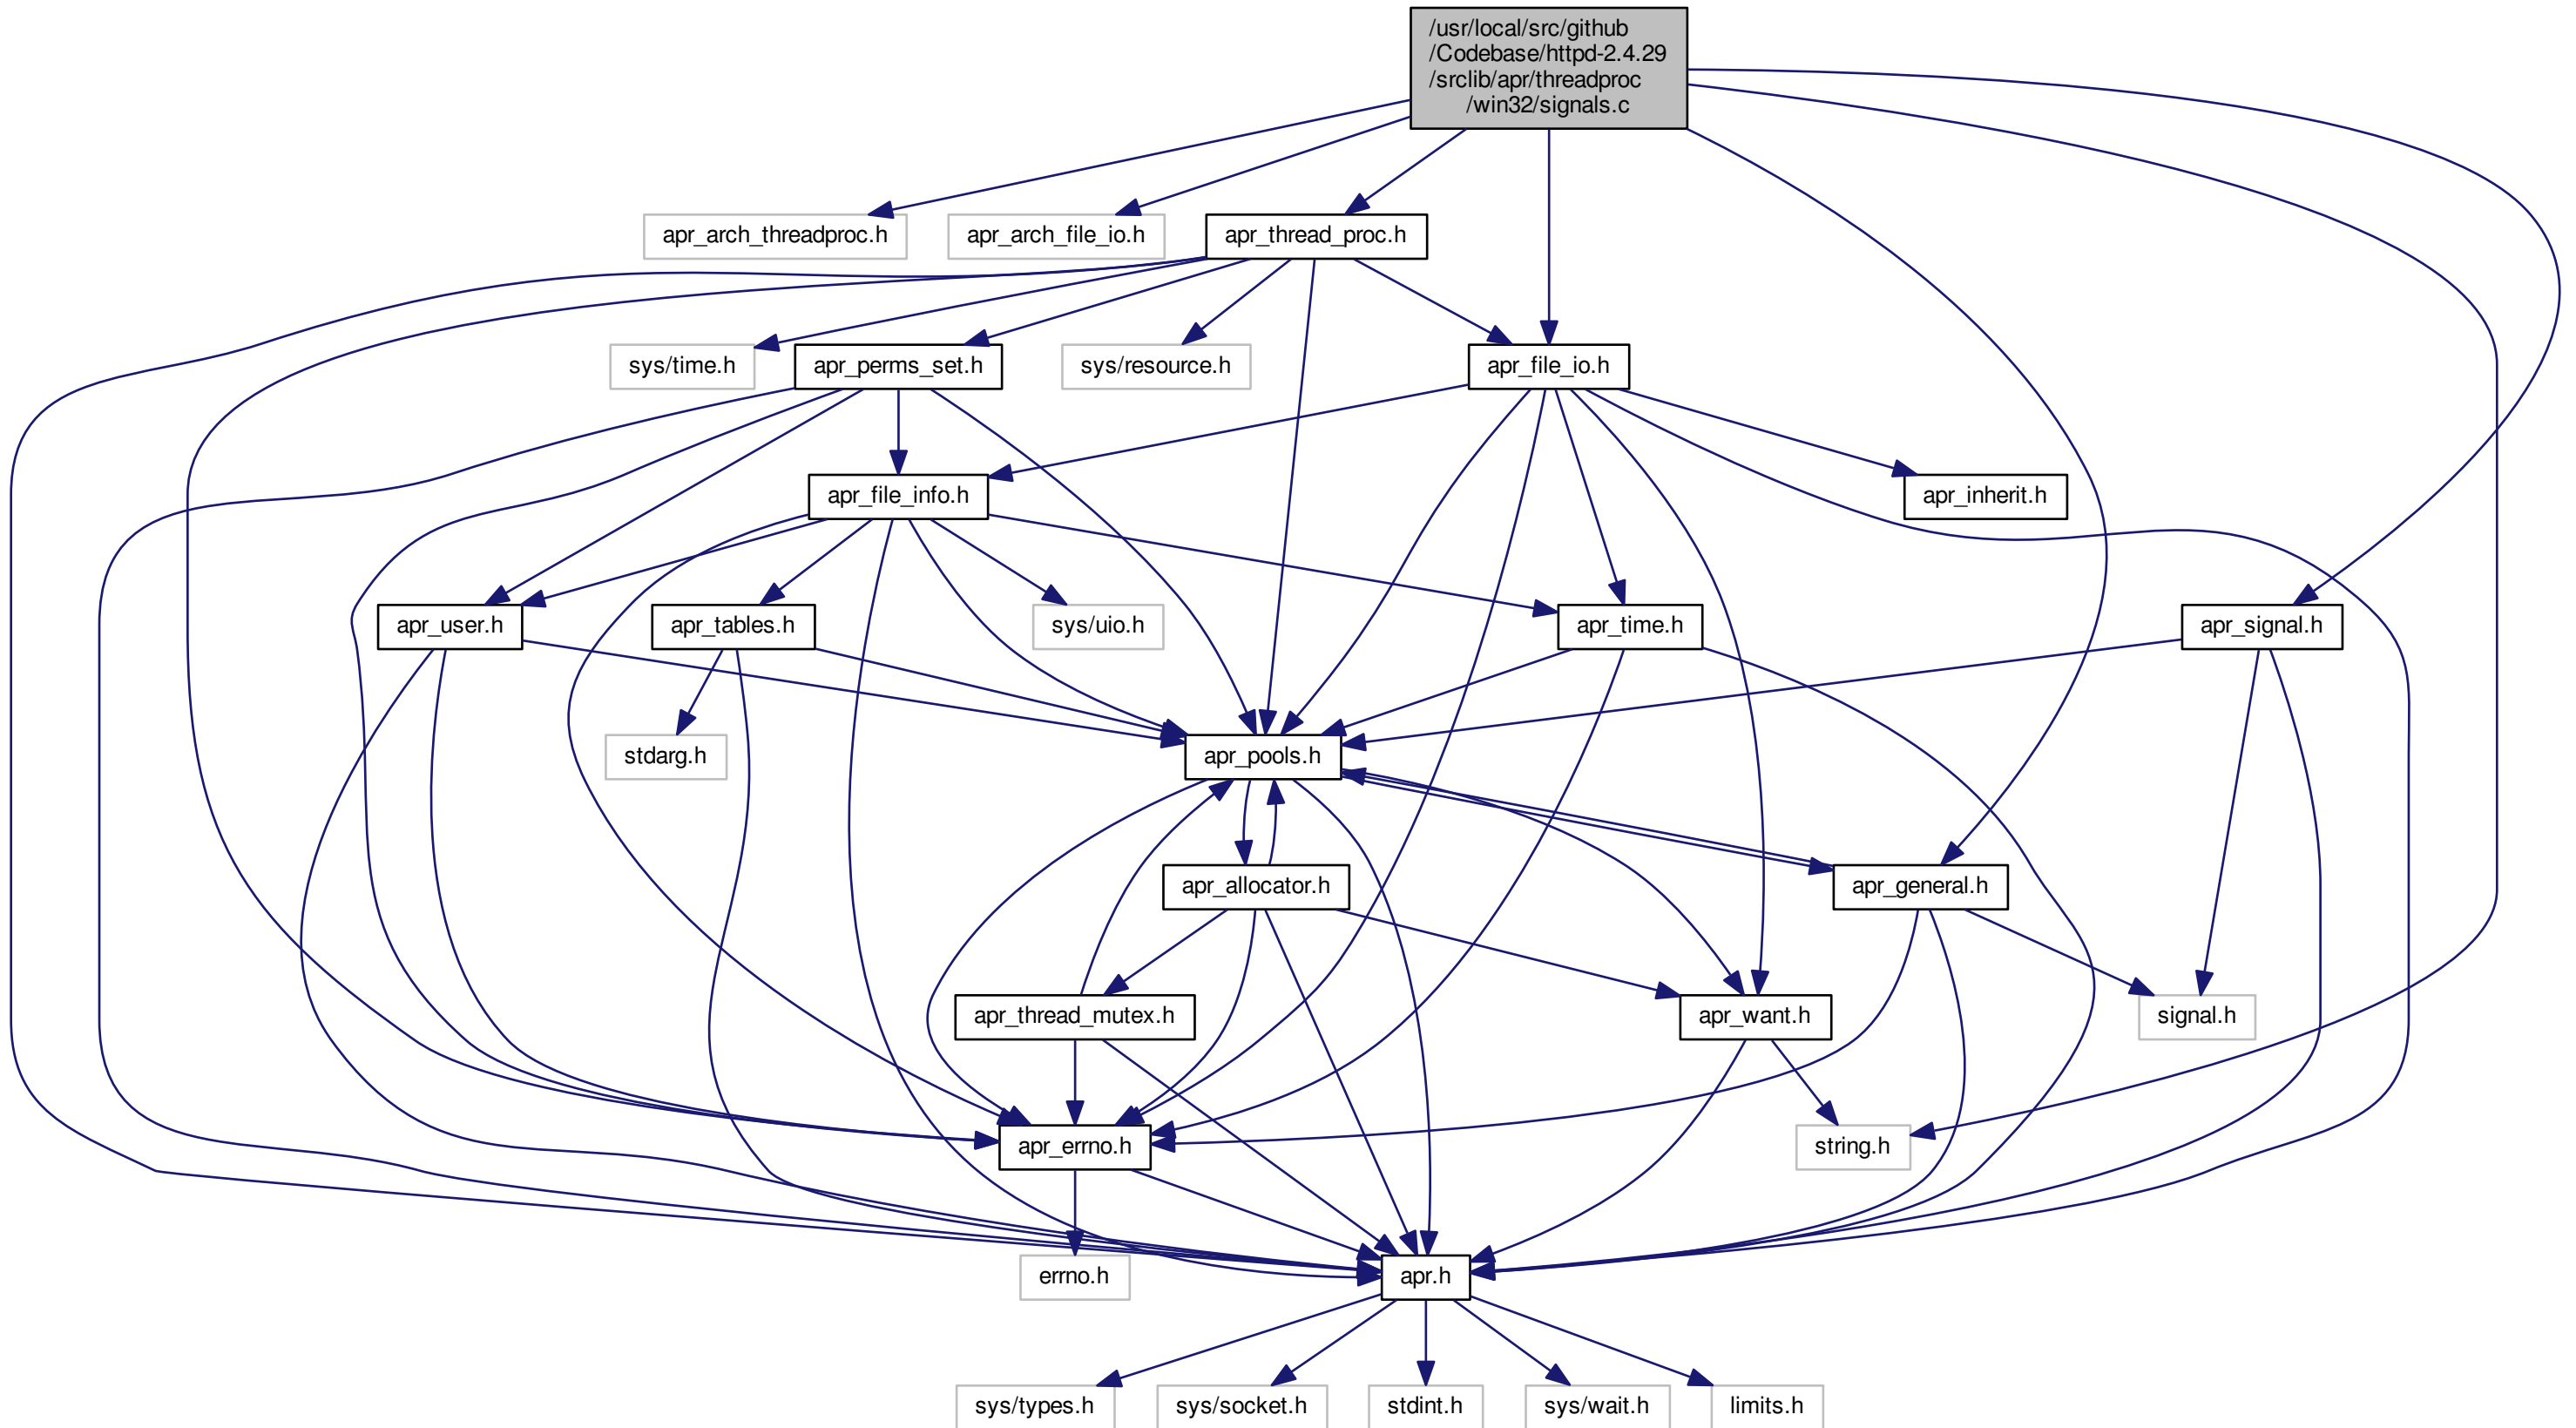 /usr/local/src/github
/Codebase/httpd-2.4.29
/srclib/apr/threadproc
/win32/signals.c
apr_arch_threadproc.h
apr_arch_file_io.h
apr_thread_proc.h
sys/time.h
apr_perms_set.h
sys/resource.h
apr_file_io.h
apr_file_info.h
apr_inherit.h
apr_user.h
apr_tables.h
sys/uio.h
apr_time.h
apr_signal.h
stdarg.h
apr_pools.h
apr_allocator.h
apr_general.h
apr_thread_mutex.h
apr_want.h
signal.h
apr_errno.h
string.h
errno.h
apr.h
sys/types.h
sys/socket.h
stdint.h
sys/wait.h
limits.h